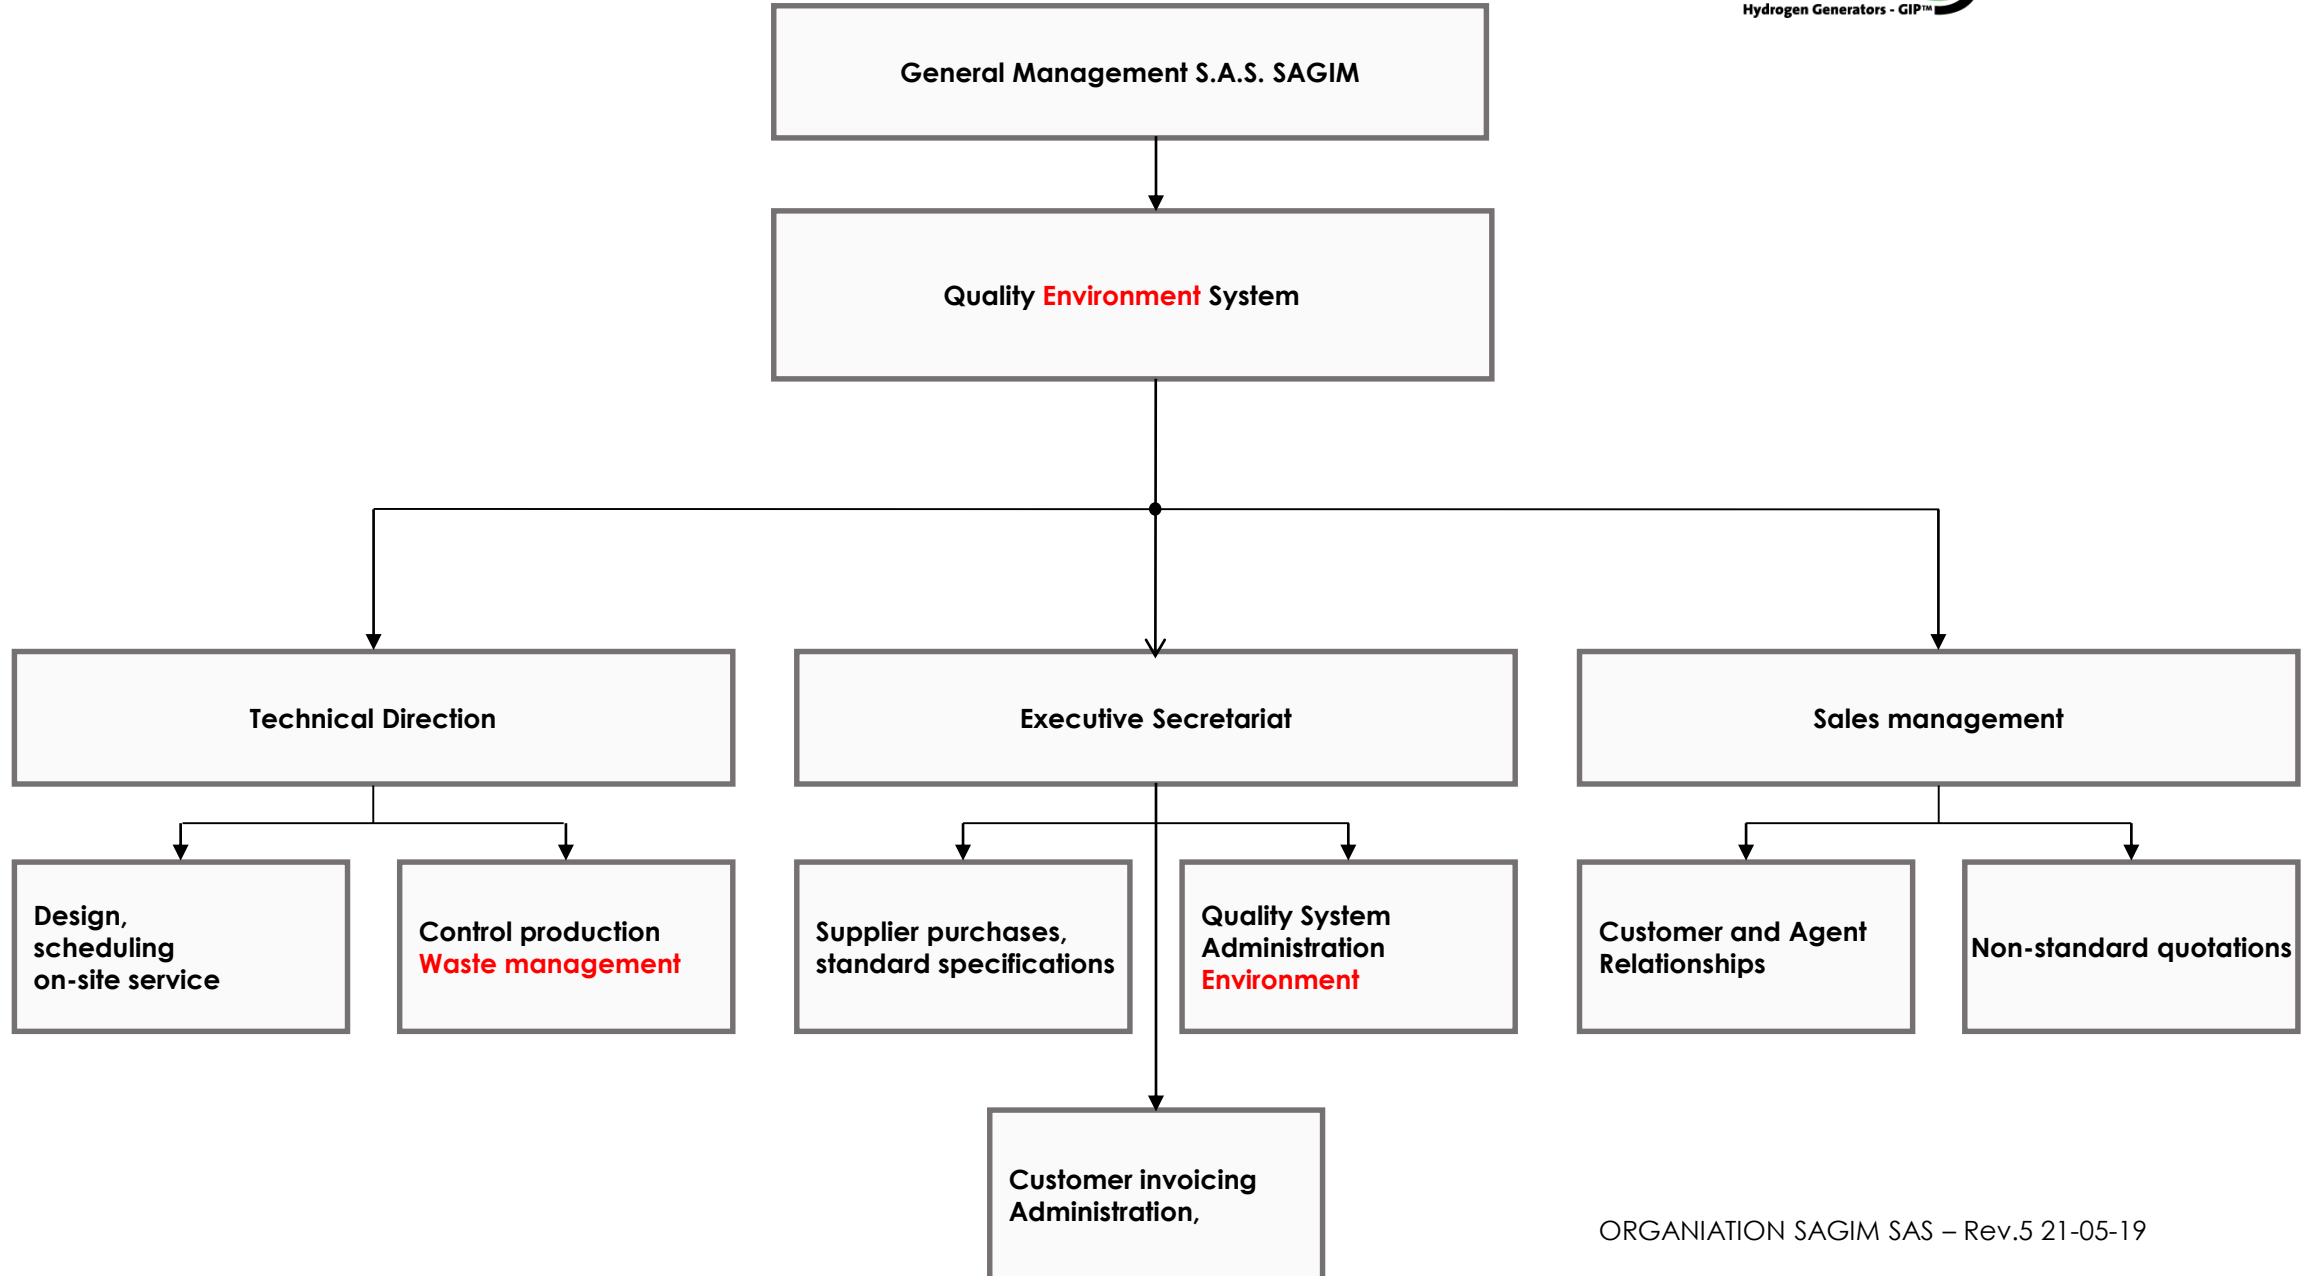 Hydrogen Generators - GIP™
General Management S.A.S. SAGIM
Quality Environment System
Technical Direction
Executive Secretariat
Sales management
Design,
scheduling
on-site service
Control production
Waste management
Supplier purchases,
standard specifications
Quality System
Administration
Environment
Customer and Agent
Relationships
Non-standard quotations
Customer invoicing
Administration,
ORGANIATION SAGIM SAS – Rev.5 21-05-19